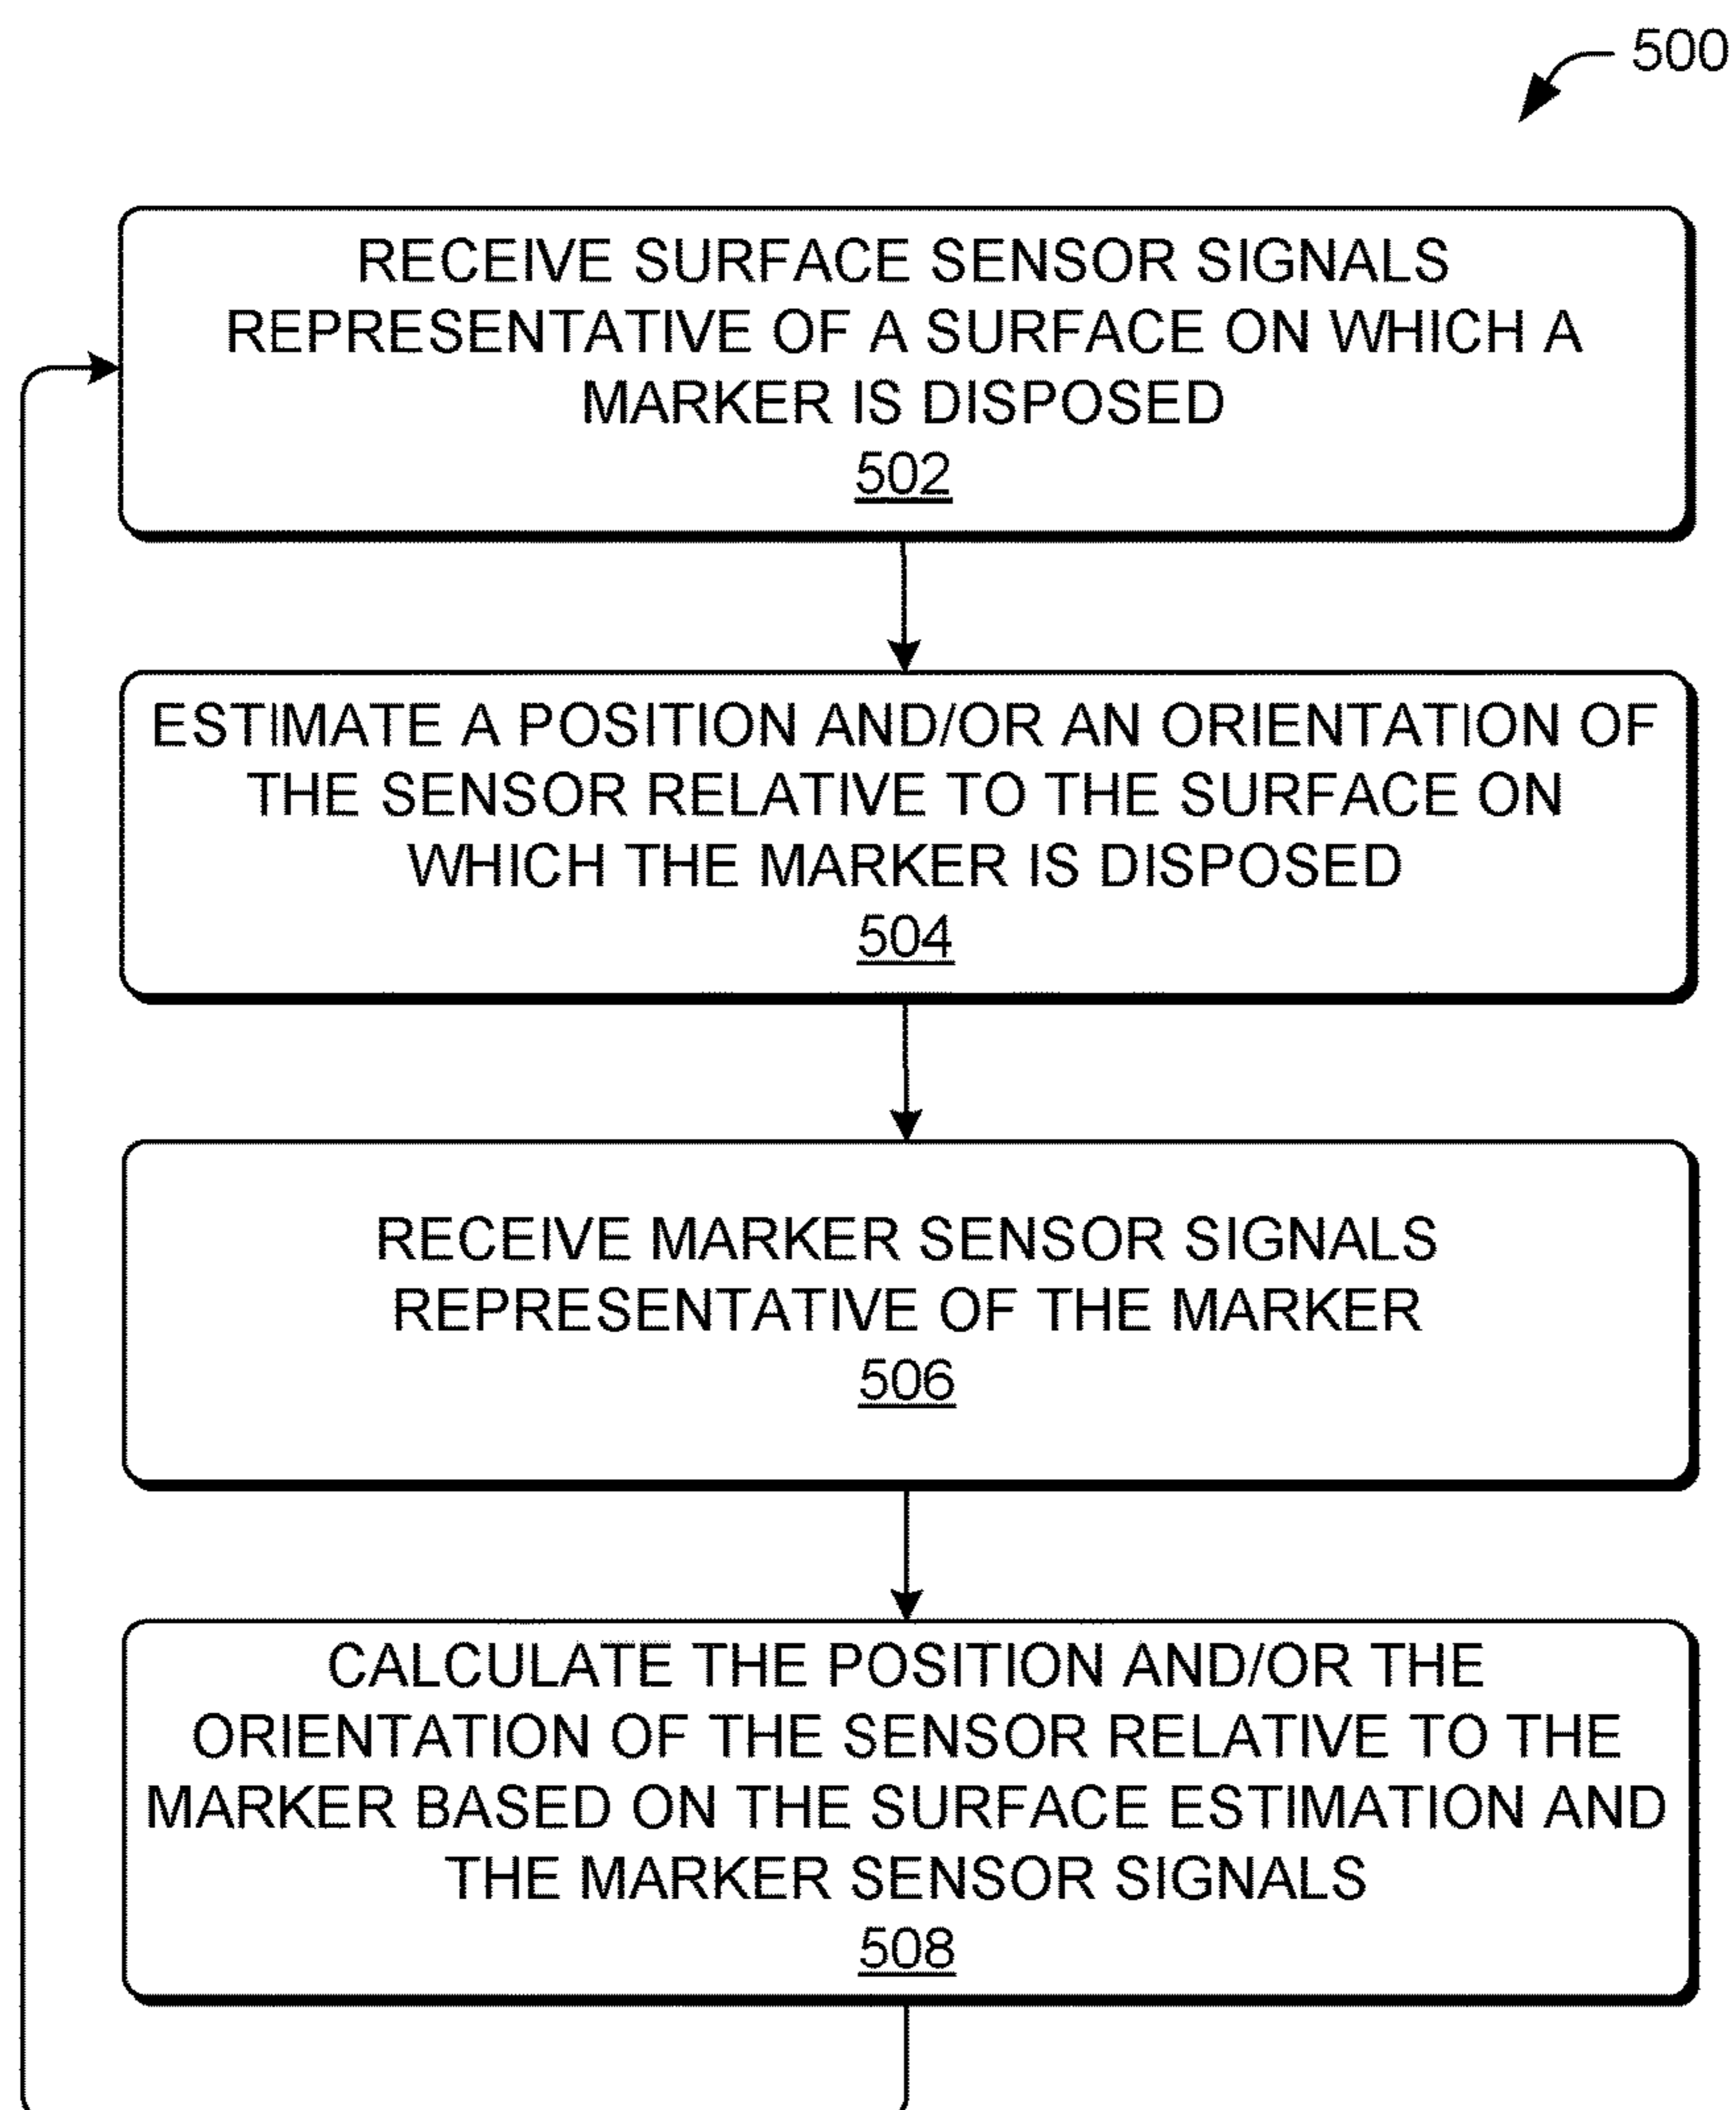 500
RECEIVE SURFACE SENSOR SIGNALS
REPRESENTATIVE OF A SURFACE ON WHICH A
MARKER IS DISPOSED
502
ESTIMATE A POSITION AND/OR AN ORIENTATION OF
THE SENSOR RELATIVE TO THE SURFACE ON
WHICH THE MARKER IS DISPOSED
504
RECEIVE MARKER SENSOR SIGNALS
REPRESENTATIVE OF THE MARKER
506
CALCULATE THE POSITION AND/OR THE
ORIENTATION OF THE SENSOR RELATIVE TO THE
MARKER BASED ON THE SURFACE ESTIMATION AND
THE MARKER SENSOR SIGNALS
508